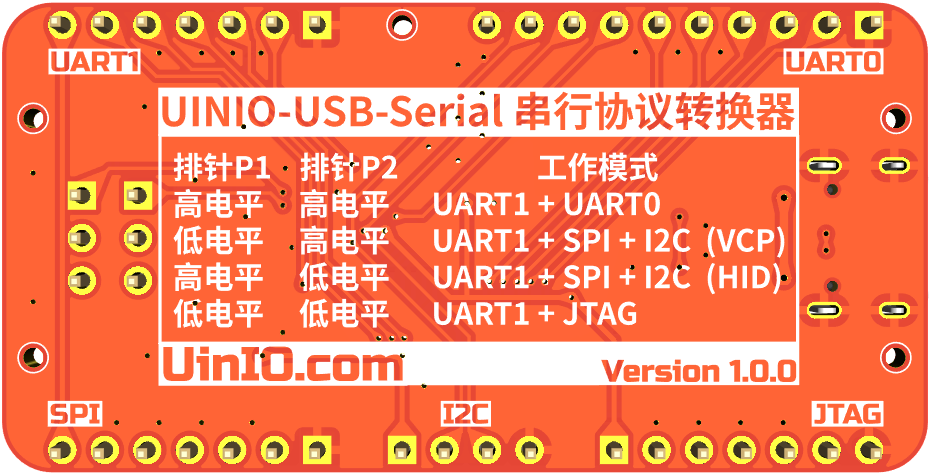 UART1 UART0
UINIO-USB-Serial 串行协议转换器
排针P1 排针P2 工作模式
高电平 高电平 UART1 + UART0
低电平 高电平 UART1 + SPI + I2C (VCP)
高电平 低电平 UART1 + SPI + I2C (HID)
低电平 低电平 UART1 + JTAG
UinIO.com Version 1.0.0
SPI I2C JTAG